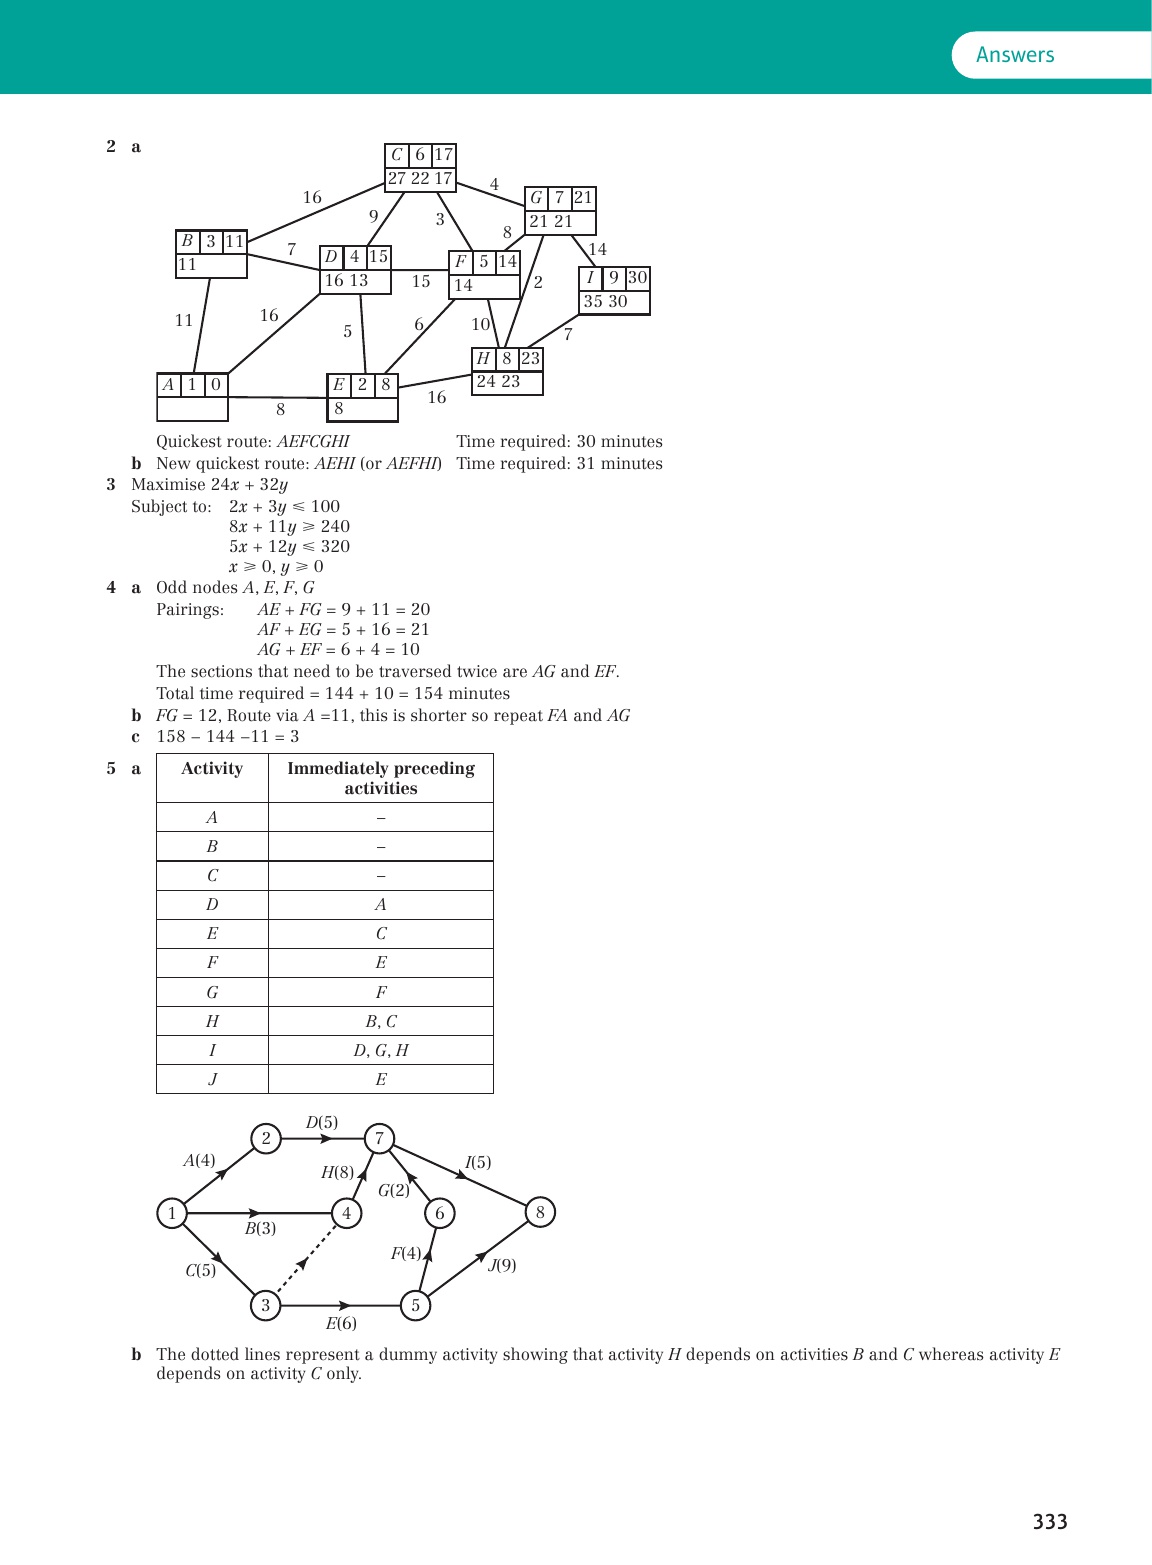 Answers
2 a
C 6 17
27 22 17
16
4
G 7 21
21 21
9
3
8
B 3 11
11
7
D 4 15
16 13
15
F 5 14
14
14
2
I 9 30
35 30
11
16
5
6
10
7
H 8 23
24 23
A 1 0
8
E 2 8
8
16
Quickest route: AEFCGHI Time required: 30 minutes
b New quickest route: AEHI (or AEFHI) Time required: 31 minutes
3 Maximise 24x + 32y
Subject to: 2x + 3y ⩽ 100
8x + 11y ⩾ 240
5x + 12y ⩽ 320
x ⩾ 0, y ⩾ 0
4 a Odd nodes A, E, F, G
Pairings: AE + FG = 9 + 11 = 20
AF + EG = 5 + 16 = 21
AG + EF = 6 + 4 = 10
The sections that need to be traversed twice are AG and EF.
Total time required = 144 + 10 = 154 minutes
b FG = 12, Route via A =11, this is shorter so repeat FA and AG
c 158 – 144 –11 = 3
5 a
Activity Immediately preceding
activities
A –
B –
C –
D A
E C
F E
G F
H B, C
I D, G, H
J E
D(5)
2 7
A(4)
H(8)
I(5)
G(2)
1 4 6 8
B(3)
F(4)
J(9)
C(5)
3 5
E(6)
b The dotted lines represent a dummy activity showing that activity H depends on activities B and C whereas activity E
depends on activity C only.
333